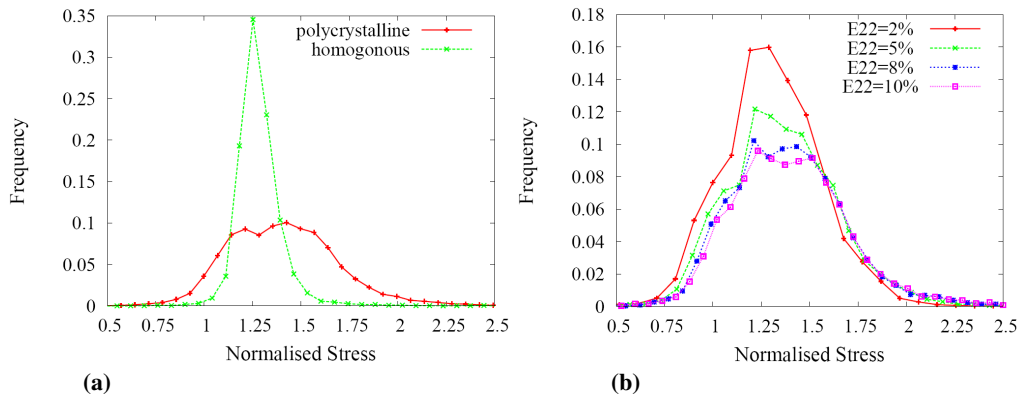 0.35
0.3
0.25
0.2
0.15
0.1
0.05
0
Frequency
polycrystalline
homogonous
0.5 0.75 1 1.25 1.5 1.75 2 2.25 2.5
Normalised Stress
(a)
0.18
0.16
0.14
0.12
0.1
0.08
0.06
0.04
0.02
0
Frequency
E22=2%
E22=5%
E22=8%
E22=10%
0.5 0.75 1 1.25 1.5 1.75 2 2.25 2.5
Normalised Stress
(b)